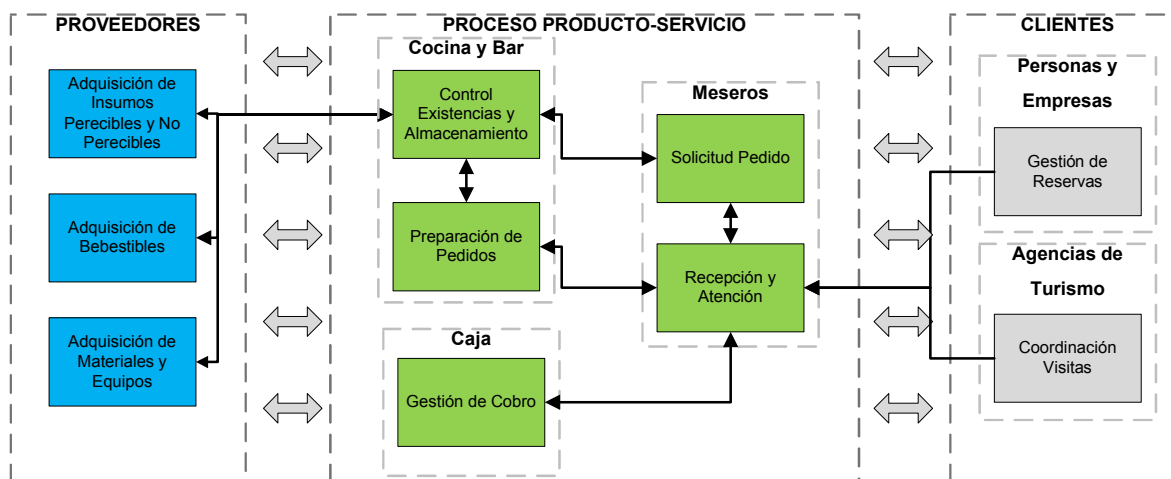 PROVEEDORES
Adquisición de
Insumos
Perecibles y No
Perecibles
Adquisición de
Bebestibles
Adquisición de
Materiales y
Equipos
PROCESO PRODUCTO-SERVICIO
Cocina y Bar
Control
Existencias y
Almacenamiento
Preparación de
Pedidos
Caja
Gestión de Cobro
Meseros
Solicitud Pedido
Recepción y
Atención
CLIENTES
Personas y
Empresas
Gestión de
Reservas
Agencias de
Turismo
Coordinación
Visitas